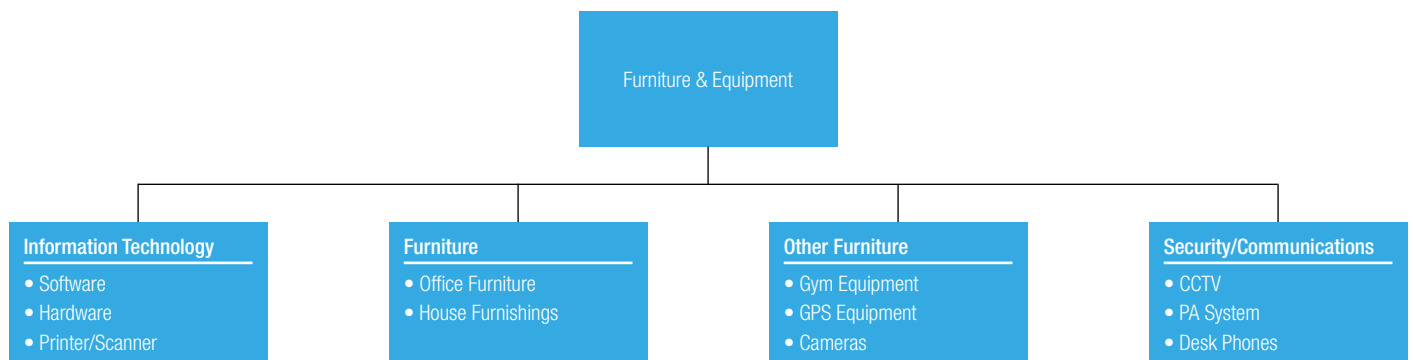 Furniture & Equipment
Information Technology
• Software
• Hardware
• Printer/Scanner
Furniture
• Office Furniture
• House Furnishings
Other Furniture
• Gym Equipment
• GPS Equipment
• Cameras
Security/Communications
• CCTV
• PA System
• Desk Phones